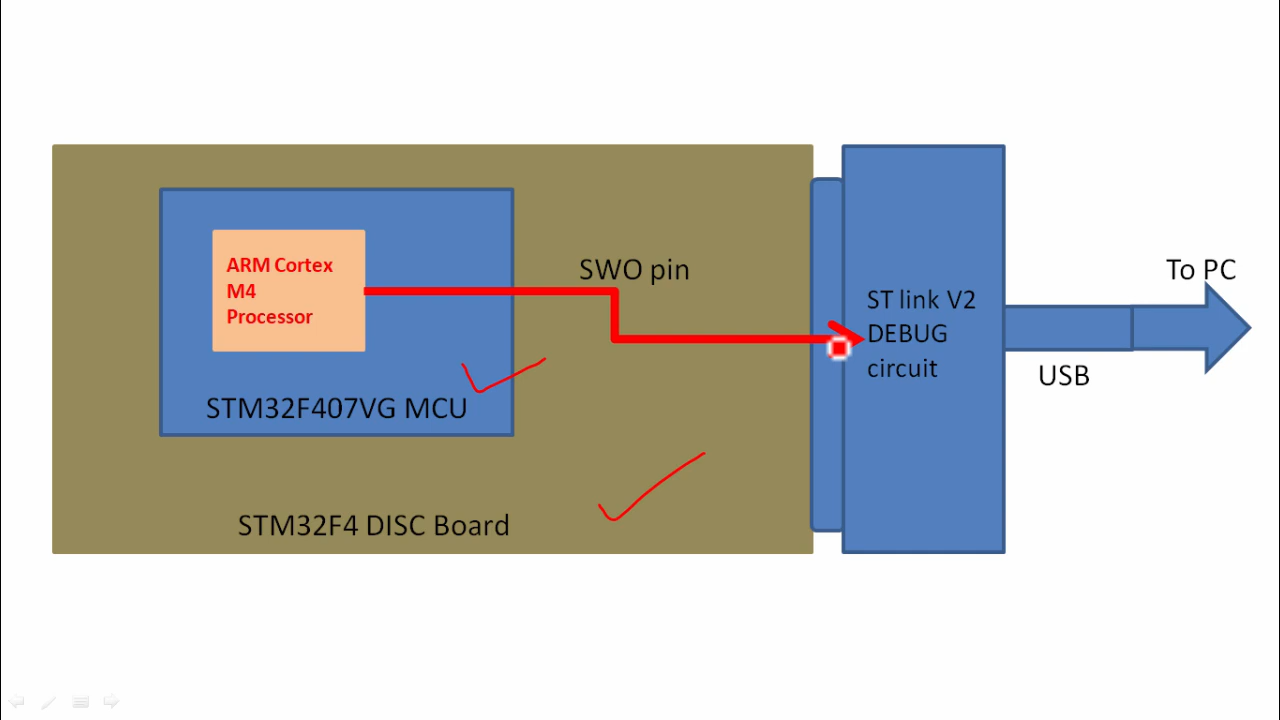 ARM Cortex
M4
Processor
STM32F407VG MCU
STM32F4 DISC Board
SWO pin
ST link V2
DEBUG
circuit
To PC
USB